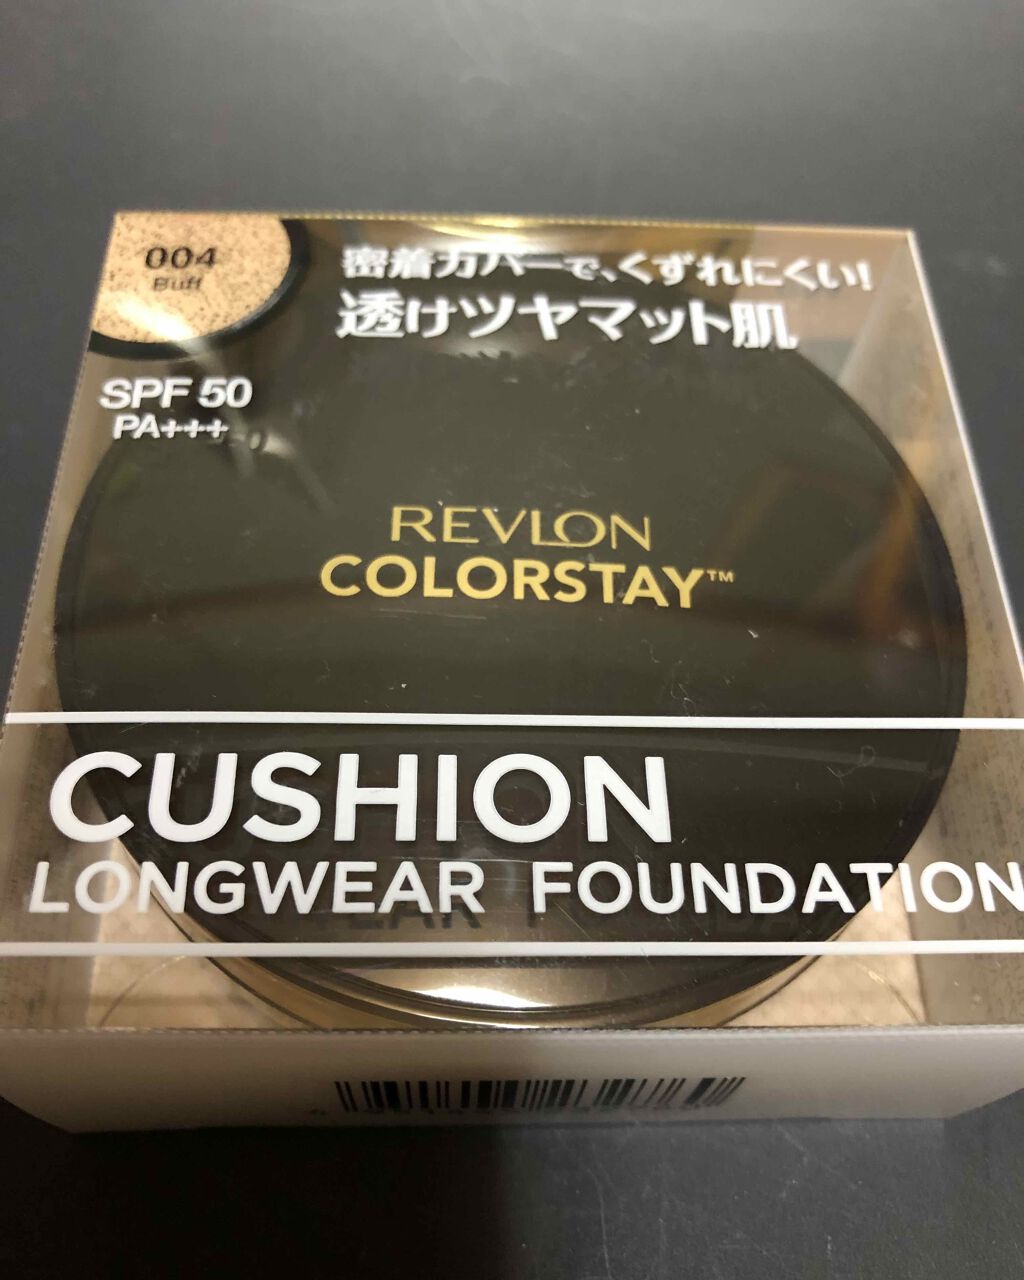 004
Buff
密着カバーで、くずれにくい!
透けツヤマット肌
SPF 50
PA+++
REVLON
COLORSTAY™
CUSHION
LONGWEAR FOUNDATION